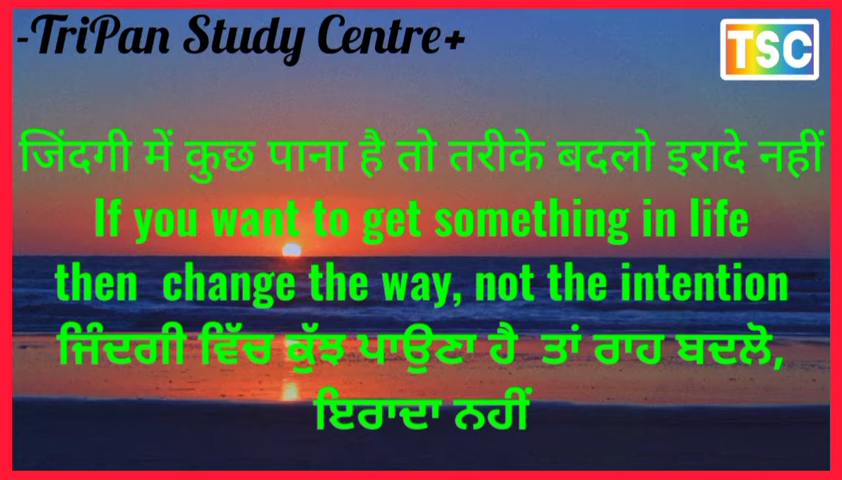 -TriPan Study Centre+
TSC
जिंदगी में कुछ पाना है तो तरीके बदलो इरादे नहीं
If you want to get something in life
then change the way, not the intention
ਜਿੰਦਗੀ ਵਿੱਚ ਕੁੱਝ ਪਾਉਣਾ ਹੈ ਤਾਂ ਰਾਹ ਬਦਲੋ,
ਇਰਾਦਾ ਨਹੀਂ